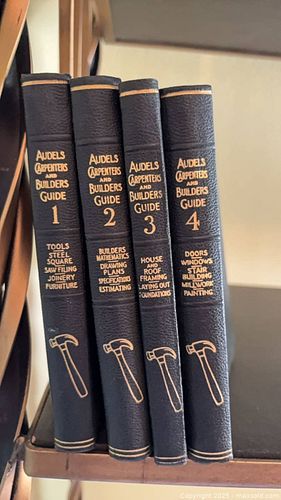 AUDELS
CARPENTERS
AND
BUILDERS
GUIDE
1
TOOLS
STEEL
SQUARE
SAW FILING
JOINERY
FURNITURE
AUDELS
CARPENTERS
AND
BUILDERS
GUIDE
2
BUILDERS
MATHEMATICS
DRAWING
PLANS
SPECIFICATIONS
ESTIMATING
AUDELS
CARPENTERS
AND
BUILDERS
GUIDE
3
HOUSE
AND
ROOF
FRAMING
LAYING OUT
FOUNDATIONS
AUDELS
CARPENTERS
AND
BUILDERS
GUIDE
4
DOORS
WINDOWS
STAIR
BUILDING
MILLWORK
PAINTING
Copyright 2025 - maxsold.com